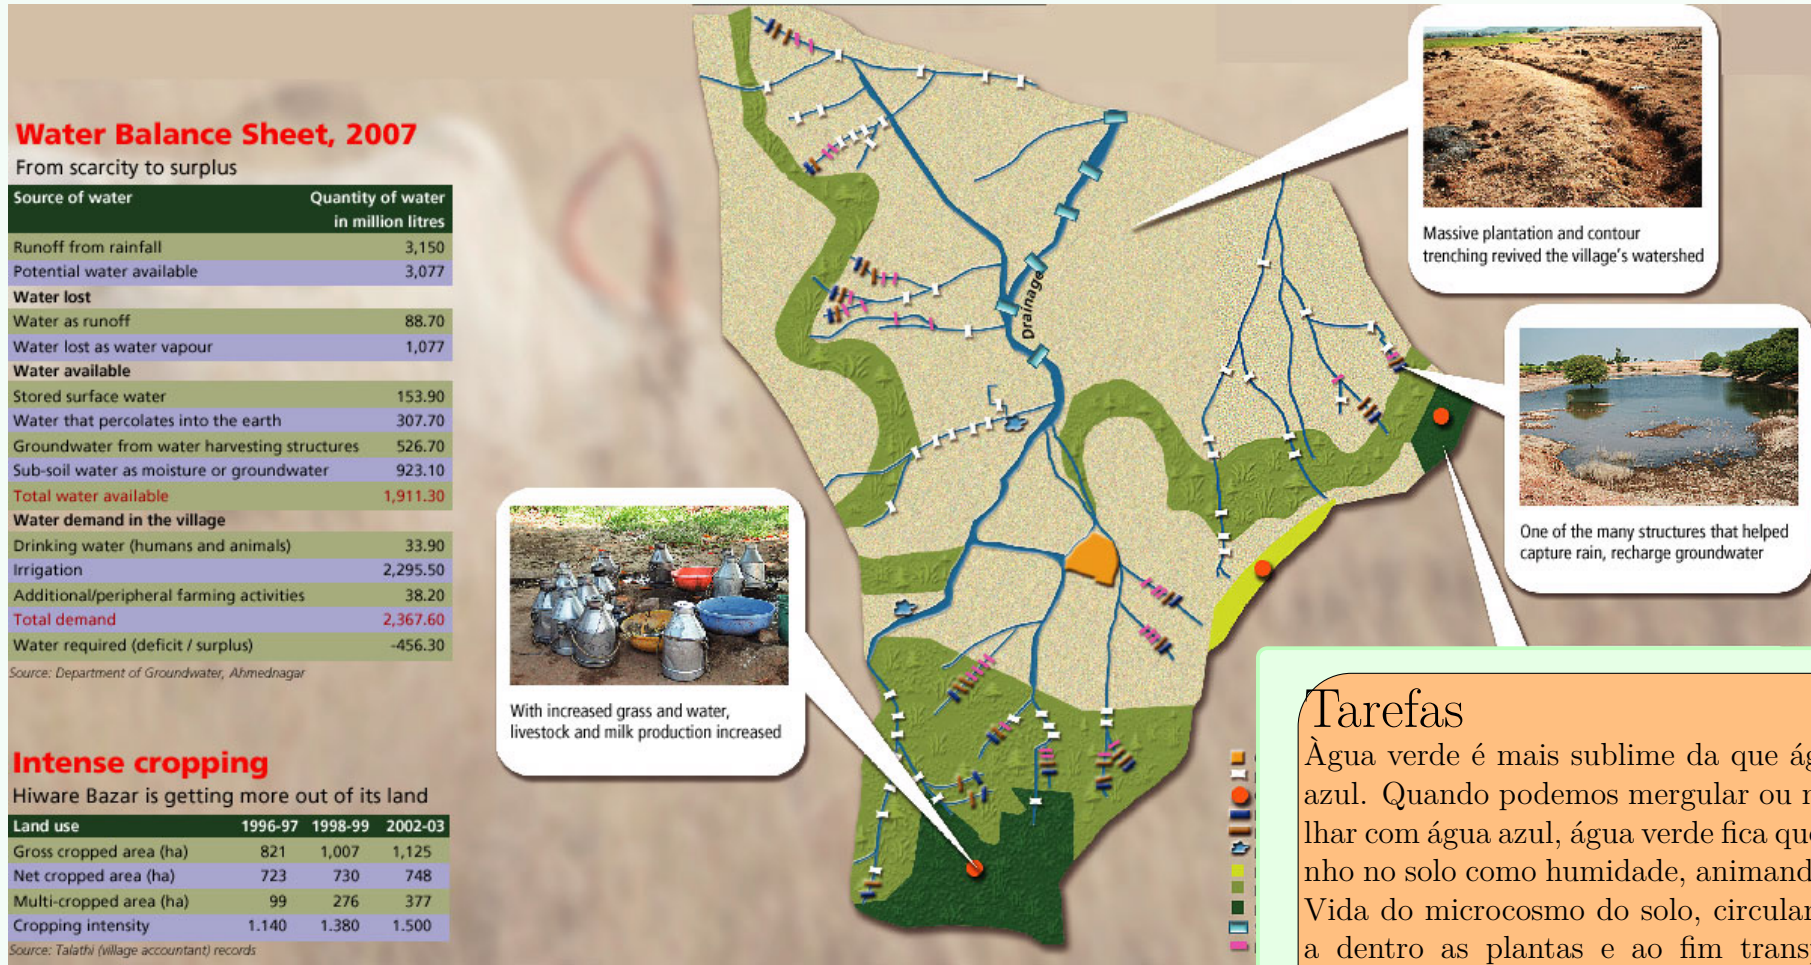 Water Balance Sheet, 2007
From scarcity to surplus
Source of water Quantity of water
in million litres
Runoff from rainfall 3,150
Potential water available 3,077
Water lost
Water as runoff 88.70
Water lost as water vapour 1,077
Water available
Stored surface water 153.90
Water that percolates into the earth 307.70
Groundwater from water harvesting structures 526.70
Sub-soil water as moisture or groundwater 923.10
Total water available 1,911.30
Water demand in the village
Drinking water (humans and animals) 33.90
Irrigation 2,295.50
Additional/peripheral farming activities 38.20
Total demand 2,367.60
Water required (deficit / surplus) -456.30
Source: Department of Groundwater, Ahmednagar
Intense cropping
Hiware Bazar is getting more out of its land
Land use 1996-97 1998-99 2002-03
Gross cropped area (ha) 821 1,007 1,125
Net cropped area (ha) 723 730 748
Multi-cropped area (ha) 99 276 377
Cropping intensity 1.140 1.380 1.500
Source: Talathi (village accountant) records
Drainage
With increased grass and water,
livestock and milk production increased
Massive plantation and contour
trenching revived the village's watershed
One of the many structures that helped
capture rain, recharge groundwater
Tarefas
Àgua verde é mais sublime da que
azul. Quando podemos mergular ou
lhar com água azul, água verde fica
nho no solo como humidade,
Vida do microcosmo do solo,
a dentro as plantas e ao fim